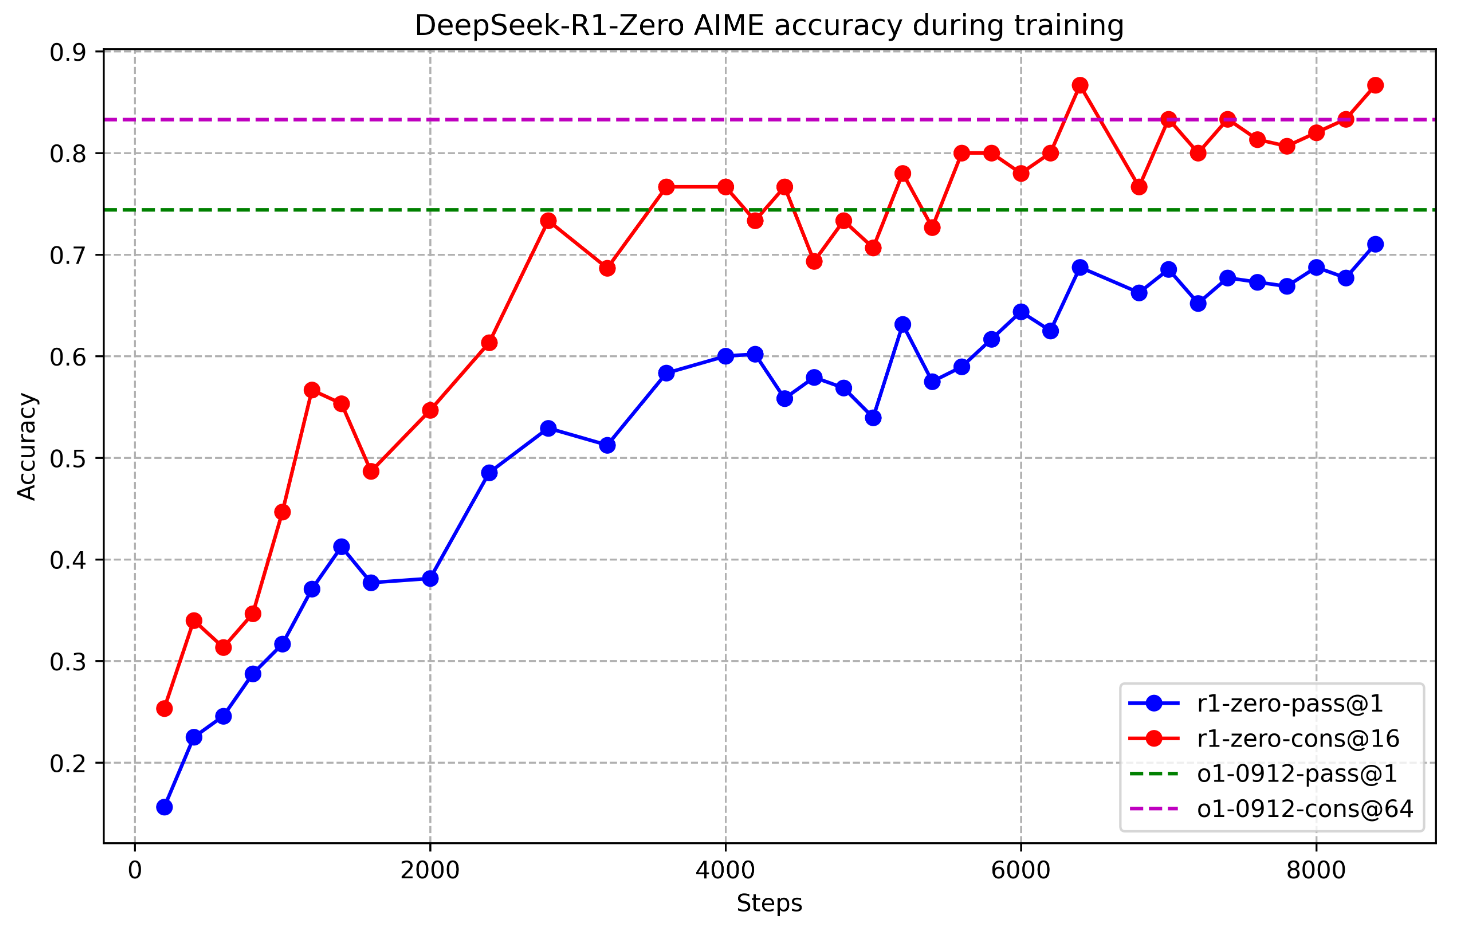 DeepSeek-R1-Zero AIME accuracy during training
0.9
0.8
0.7
0.6
0.5
0.4
0.3
0.2
Accuracy
0 2000 4000 6000 8000
Steps
r1-zero-pass@1
r1-zero-cons@16
o1-0912-pass@1
o1-0912-cons@64